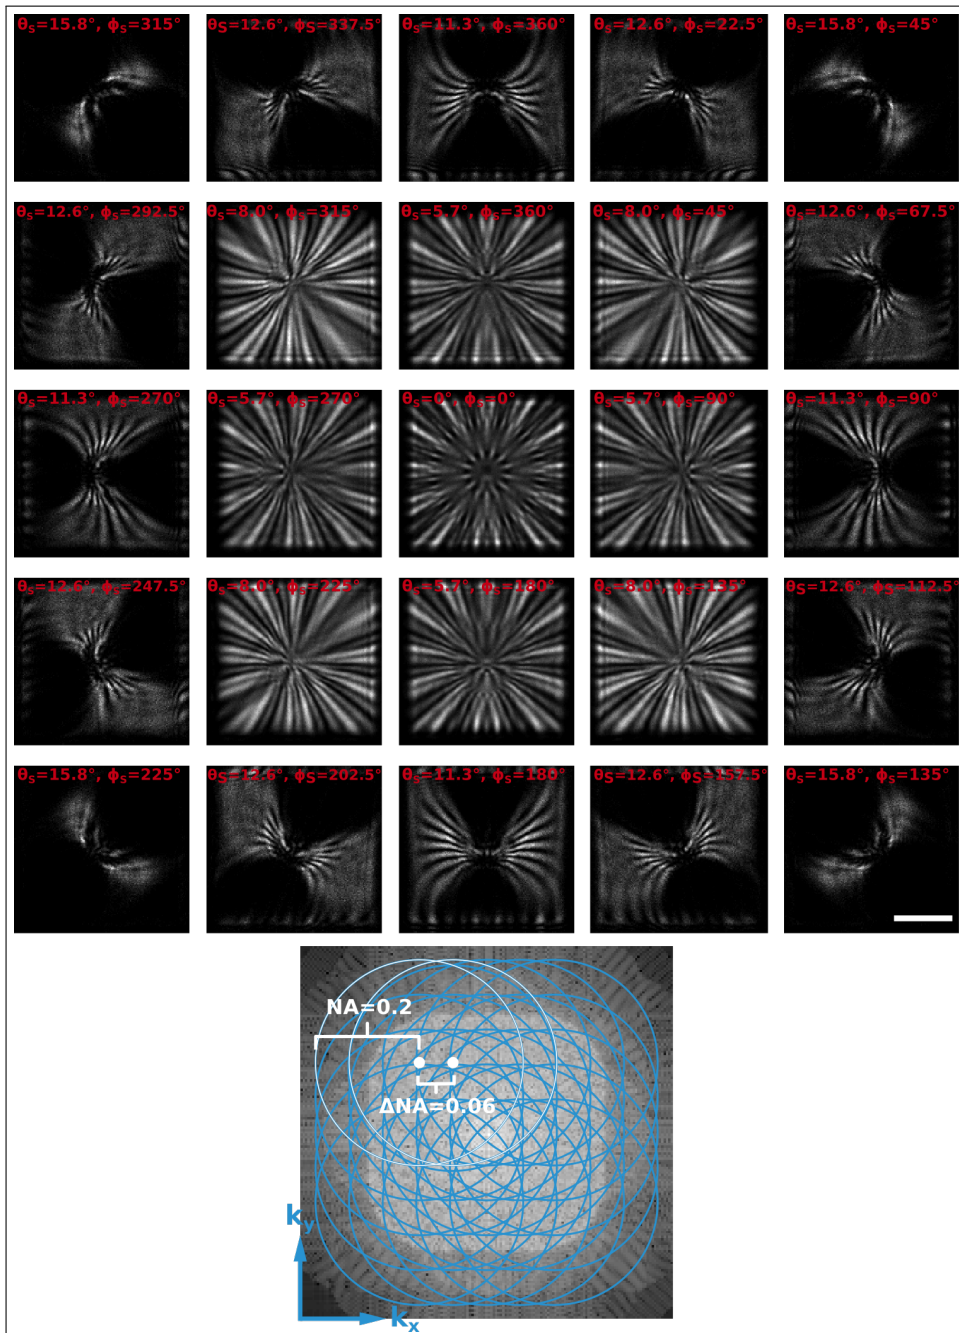 θs=15.8°, ϕs=315° θs=12.6°, ϕs=337.5° θs=11.3°, ϕs=360° θs=12.6°, ϕs=22.5° θs=15.8°, ϕs=45°
θs=12.6°, ϕs=292.5° θs=8.0°, ϕs=315° θs=5.7°, ϕs=360° θs=8.0°, ϕs=45° θs=12.6°, ϕs=67.5°
θs=11.3°, ϕs=270° θs=5.7°, ϕs=270° θs=0°, ϕs=0° θs=5.7°, ϕs=90° θs=11.3°, ϕs=90°
θs=12.6°, ϕs=247.5° θs=8.0°, ϕs=225° θs=5.7°, ϕs=180° θs=8.0°, ϕs=135° θS=12.6°, ϕS=112.5°
θs=15.8°, ϕs=225° θS=12.6°, ϕS=202.5° θs=11.3°, ϕs=180° θS=12.6°, ϕS=157.5° θs=15.8°, ϕs=135°
NA=0.2
ΔNA=0.06
ky
kx